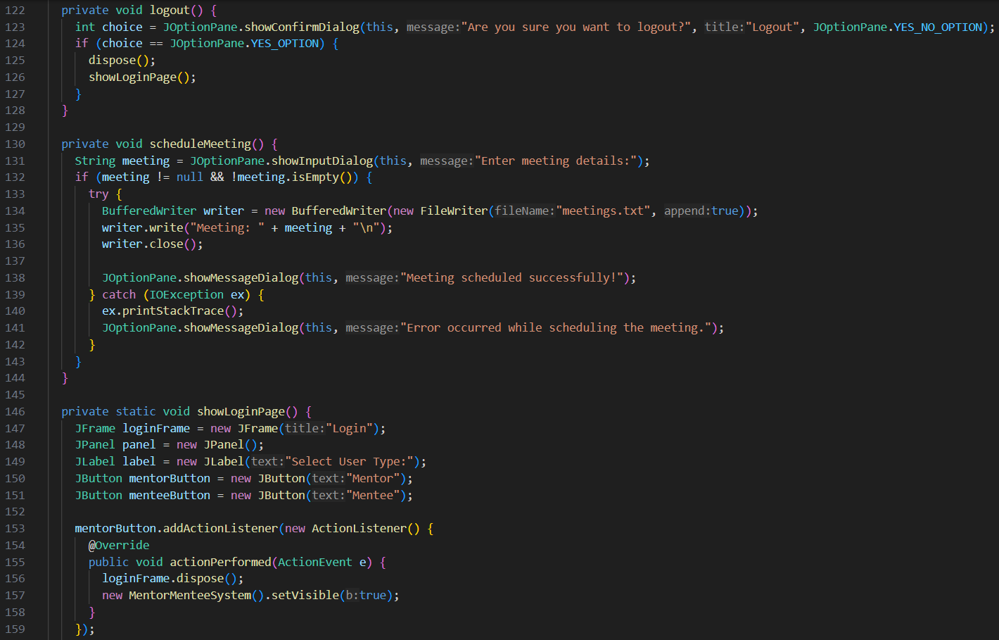 122 private void logout() {
123 int choice = JOptionPane.showConfirmDialog(this, message:"Are you sure you want to logout?", title:"Logout", JOptionPane.YES_NO_OPTION);
124 if (choice == JOptionPane.YES_OPTION) {
125 dispose();
126 showLoginPage();
127 }
128 }
129
130 private void scheduleMeeting() {
131 String meeting = JOptionPane.showInputDialog(this, message:"Enter meeting details:");
132 if (meeting != null && !meeting.isEmpty()) {
133 try {
134 BufferedWriter writer = new BufferedWriter(new FileWriter(fileName:"meetings.txt", append:true));
135 writer.write("Meeting: " + meeting + "\n");
136 writer.close();
137
138 JOptionPane.showMessageDialog(this, message:"Meeting scheduled successfully!");
139 } catch (IOException ex) {
140 ex.printStackTrace();
141 JOptionPane.showMessageDialog(this, message:"Error occurred while scheduling the meeting.");
142 }
143 }
144 }
145
146 private static void showLoginPage() {
147 JFrame loginFrame = new JFrame(title:"Login");
148 JPanel panel = new JPanel();
149 JLabel label = new JLabel(text:"Select User Type:");
150 JButton mentorButton = new JButton(text:"Mentor");
151 JButton menteeButton = new JButton(text:"Mentee");
152
153 mentorButton.addActionListener(new ActionListener() {
154 @Override
155 public void actionPerformed(ActionEvent e) {
156 loginFrame.dispose();
157 new MentorMenteeSystem().setVisible(b:true);
158 }
159 });